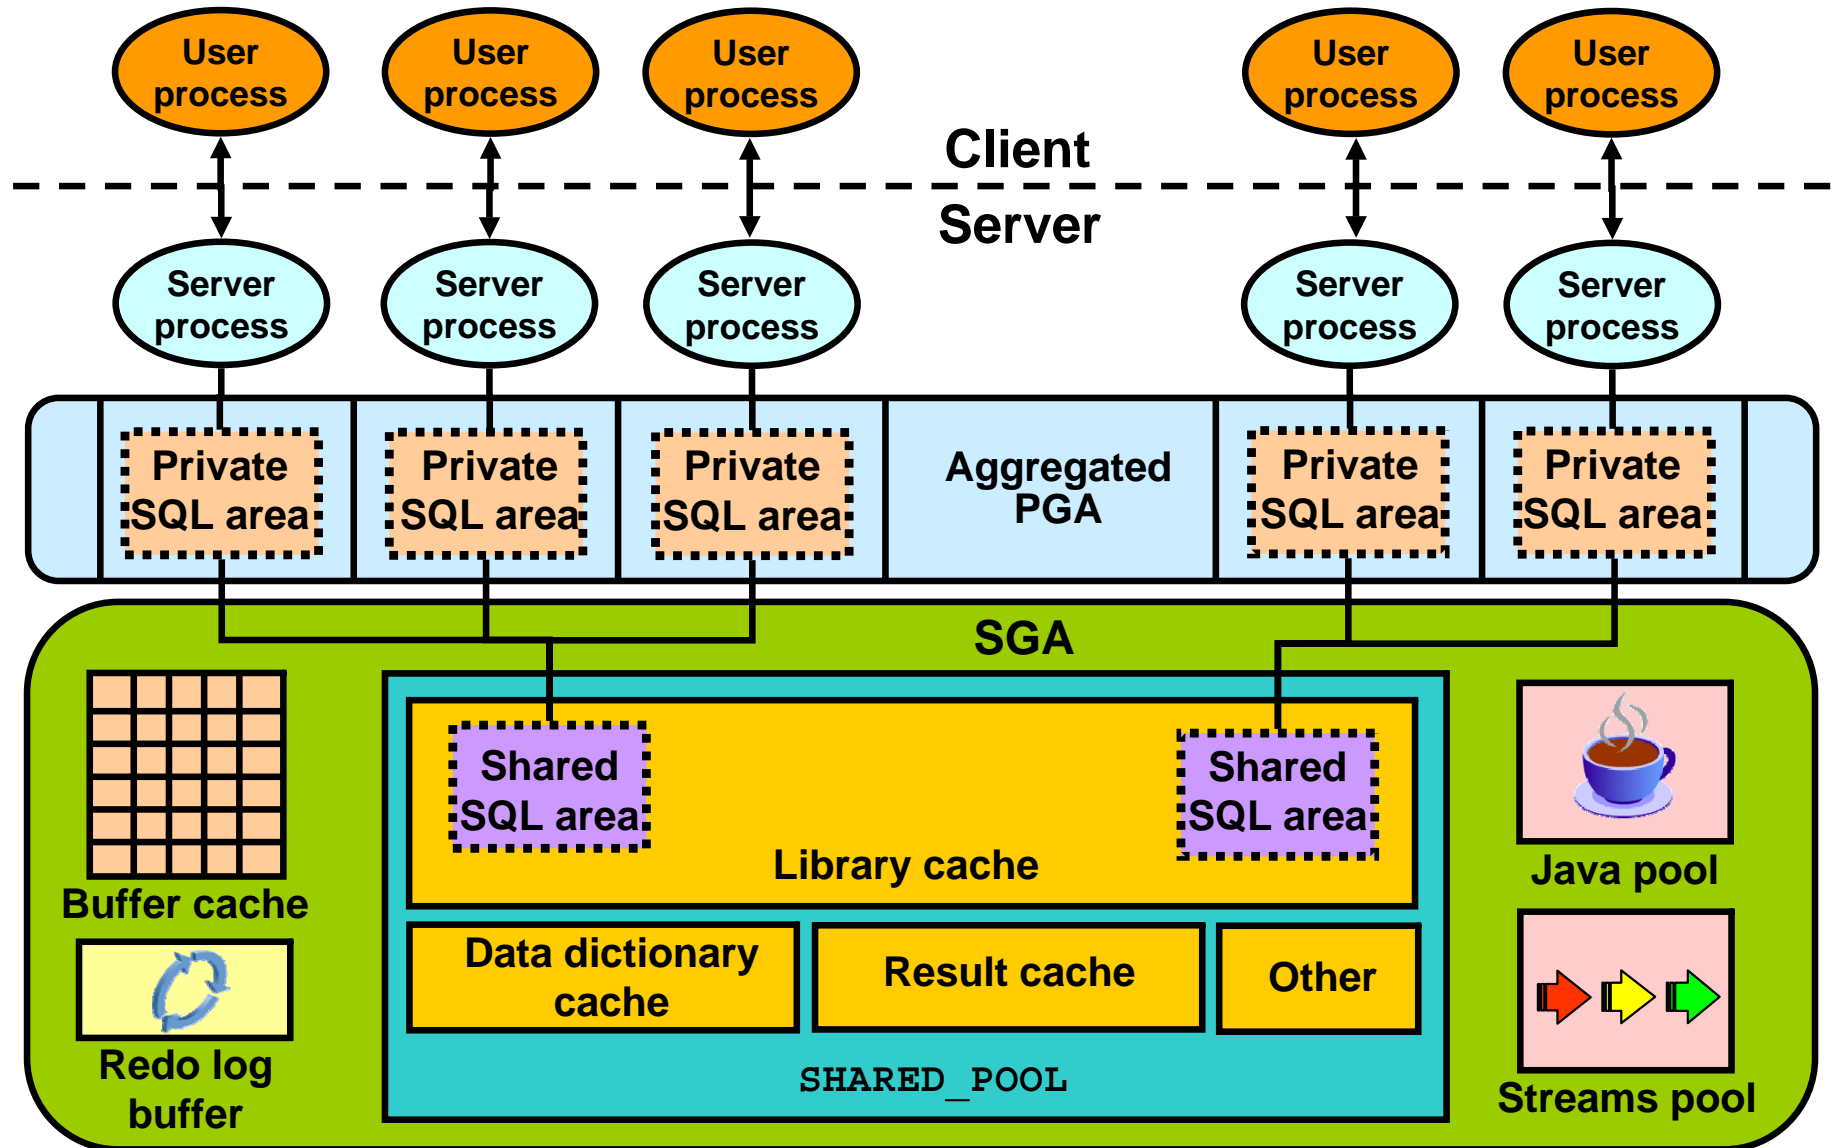 User
process
User
process
User
process
User
process
User
process
Client
Server
Server
process
Server
process
Server
process
Server
process
Server
process
Private
SQL area
Private
SQL area
Private
SQL area
Aggregated
PGA
Private
SQL area
Private
SQL area
SGA
Shared
SQL area
Shared
SQL area
Library cache
Buffer cache
Java pool
Data dictionary
cache
Result cache
Other
Redo log
buffer
SHARED_POOL
Streams pool